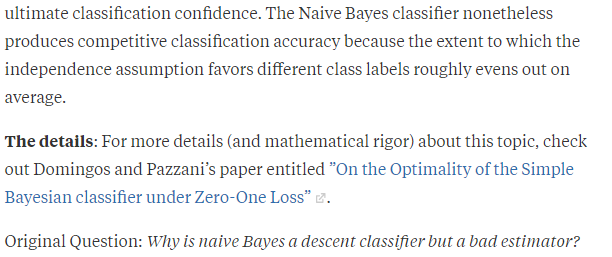 ultimate classification confidence. The Naive Bayes classifier nonetheless
produces competitive classification accuracy because the extent to which the
independence assumption favors different class labels roughly evens out on
average.
The details: For more details (and mathematical rigor) about this topic, check
out Domingos and Pazzani’s paper entitled ”On the Optimality of the Simple
Bayesian classifier under Zero-One Loss” .
Original Question: Why is naive Bayes a descent classifier but a bad estimator?